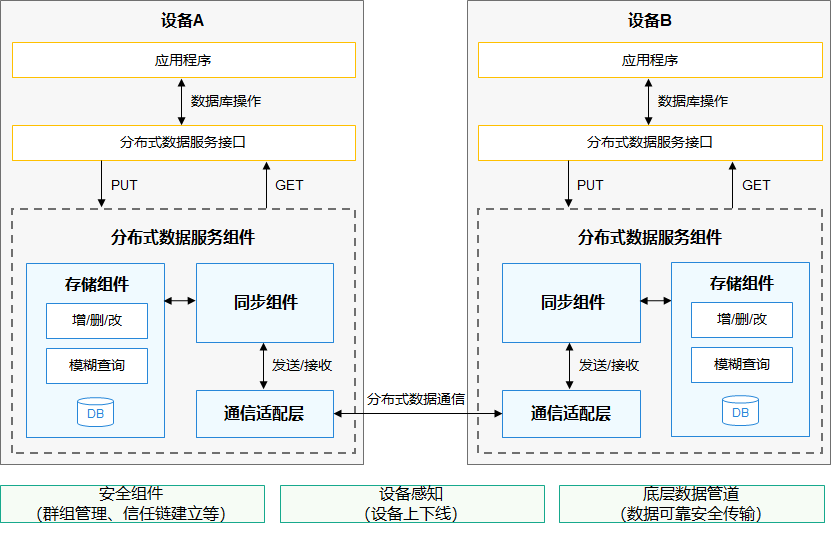 设备A
应用程序
数据库操作
分布式数据服务接口
PUT
GET
分布式数据服务组件
存储组件
增/删/改
模糊查询
DB
同步组件
发送/接收
通信适配层
分布式数据通信
设备B
应用程序
数据库操作
分布式数据服务接口
PUT
GET
分布式数据服务组件
同步组件
发送/接收
通信适配层
存储组件
增/删/改
模糊查询
DB
安全组件
（群组管理、信任链建立等）
设备感知
（设备上下线）
底层数据管道
（数据可靠安全传输）